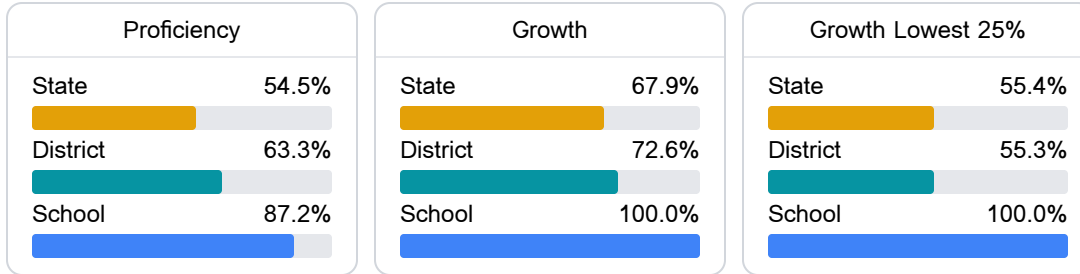 Proficiency
State 54.5%
District 63.3%
School 87.2%
Growth
State 67.9%
District 72.6%
School 100.0%
Growth Lowest 25%
State 55.4%
District 55.3%
School 100.0%